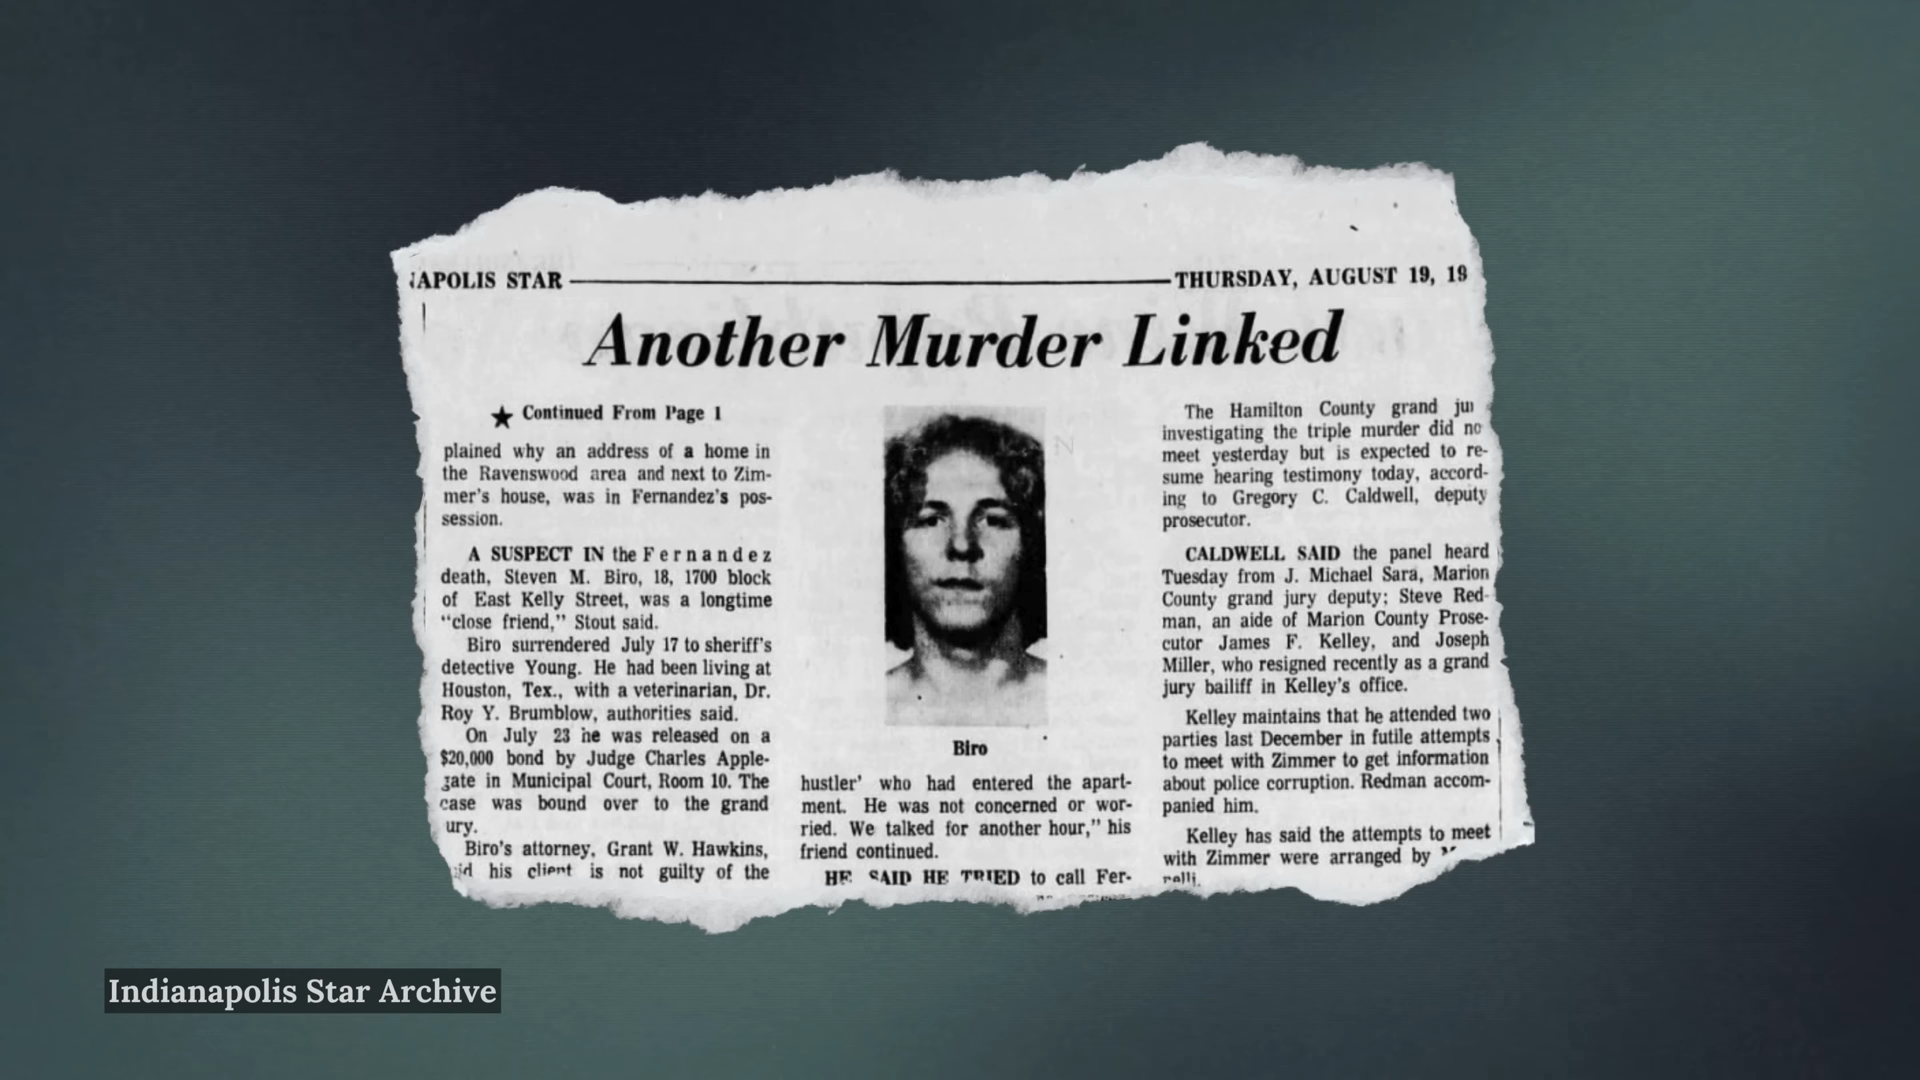 APOLIS STAR
THURSDAY, AUGUST 19, 19
Another Murder Linked
★ Continued From Page 1
plained why an address of a home in
the Ravenswood area and next to Zim-
mer's house, was in Fernandez's pos-
session.
A SUSPECT IN the Fernandez
death, Steven M. Biro, 18, 1700 block
of East Kelly Street, was a longtime
"close friend," Stout said.
Biro surrendered July 17 to sheriff's
detective Young. He had been living at
Houston, Tex., with a veterinarian, Dr.
Roy Y. Brumblow, authorities said.
On July 23 he was released on a
$20,000 bond by Judge Charles Apple-
gate in Municipal Court, Room 10. The
case was bound over to the grand
ury.
Biro's attorney, Grant W. Hawkins,
his client is not guilty of the
Biro
hustler' who had entered the apart-
ment. He was not concerned or wor-
ried. We talked for another hour," his
friend continued.
HE SAID HE TRIED to call Fer-
The Hamilton County grand
investigating the triple murder did no
meet yesterday but is expected to re-
sume hearing testimony today, accord-
ing to Gregory C. Caldwell, deputy
prosecutor.
CALDWELL SAID the panel heard
Tuesday from J. Michael Sara, Marion
County grand jury deputy; Steve Red-
man, an aide of Marion County Prose-
cutor James F. Kelley, and Joseph
Miller, who resigned recently as a grand
jury bailiff in Kelley's office.
Kelley maintains that he attended two
parties last December in futile attempts
to meet with Zimmer to get information
about police corruption. Redman accom-
panied him.
Kelley has said the attempts to meet
with Zimmer were arranged by
relli.
Indianapolis Star Archive